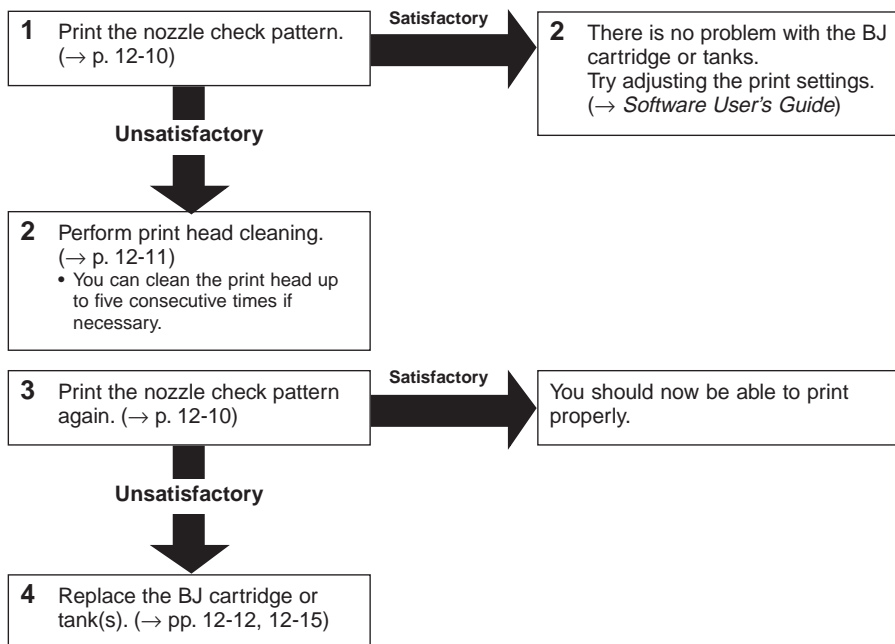 1 Print the nozzle check pattern.
(→ p. 12-10)
Satisfactory
2 There is no problem with the BJ
cartridge or tanks.
Try adjusting the print settings.
(→ Software User's Guide)
Unsatisfactory
2 Perform print head cleaning.
(→ p. 12-11)
• You can clean the print head up
to five consecutive times if
necessary.
3 Print the nozzle check pattern
again. (→ p. 12-10)
Satisfactory
You should now be able to print
properly.
Unsatisfactory
4 Replace the BJ cartridge or
tank(s). (→ pp. 12-12, 12-15)